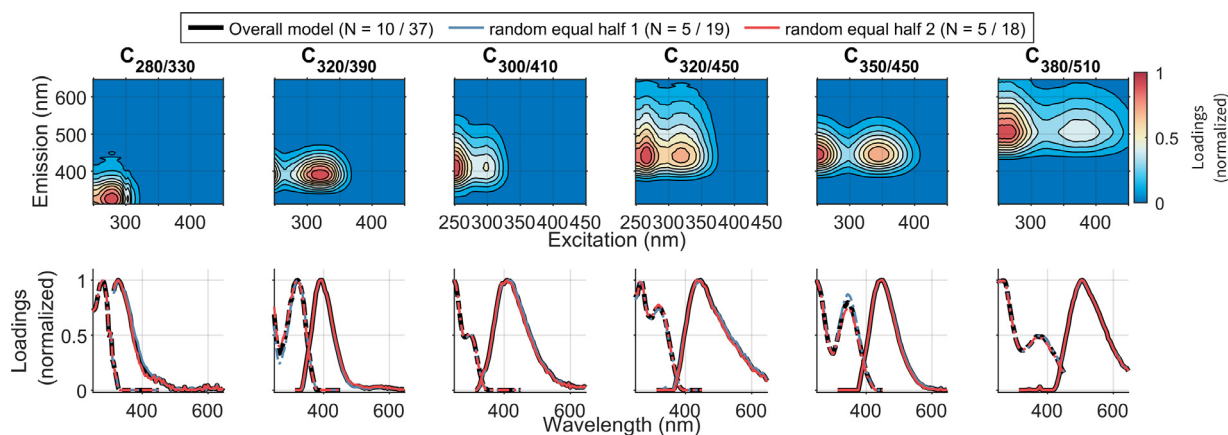 Overall model (N = 10 / 37) random equal half 1 (N = 5 / 19) random equal half 2 (N = 5 / 18)
C280/330 C320/390 C300/410 C320/450 C350/450 C380/510
Emission (nm)
600
500
400
300 400
300 400
250 300 350 400 450
250 300 350 400 450
300 400
300 400
Excitation (nm)
1
0.5
0
Loadings
(normalized)
Loadings
(normalized)
1
0.5
0
400 600
400 600
400 600
400 600
400 600
400 600
Wavelength (nm)